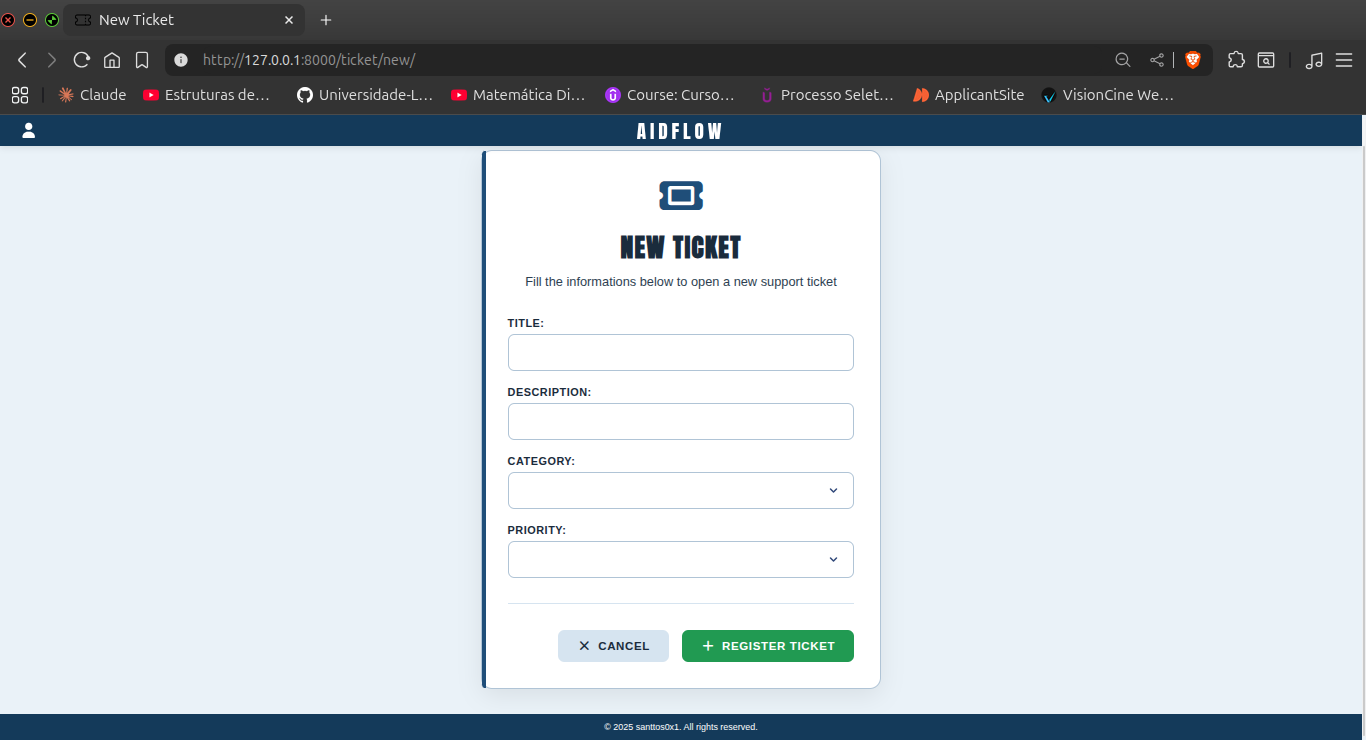 New Ticket
http://127.0.0.1:8000/ticket/new/
Claude Estruturas de... Universidade-L... Matemática Di... Course: Curso... Processo Selet... ApplicantSite VisionCine We...
AIDFLOW
NEW TICKET
Fill the informations below to open a new support ticket
TITLE:
DESCRIPTION:
CATEGORY:
PRIORITY:
CANCEL REGISTER TICKET
© 2025 santtos0x1. All rights reserved.